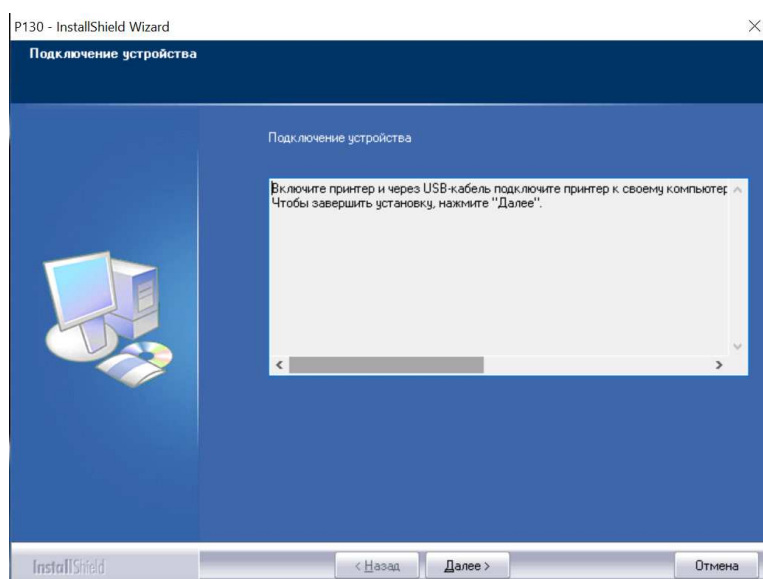 P130 - InstallShield Wizard
Подключение устройства
Подключение устройства
Включите принтер и через USB-кабель подключите принтер к своему компьютер
Чтобы завершить установку, нажмите "Далее".
InstallShield
< Назад
Далее >
Отмена